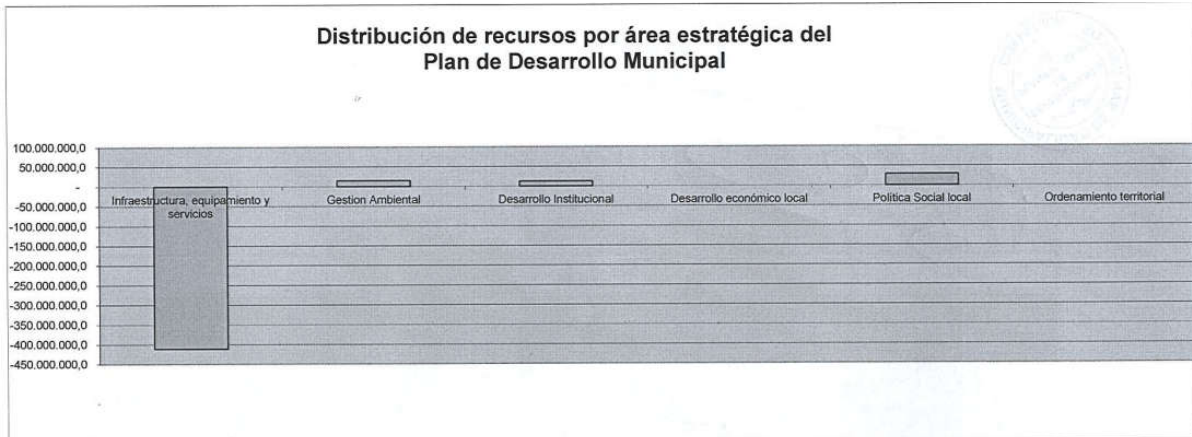 Distribución de recursos por área estratégica del
Plan de Desarrollo Municipal
100.000.000,0
50.000.000,0
-
-50.000.000,0
-100.000.000,0
-150.000.000,0
-200.000.000,0
-250.000.000,0
-300.000.000,0
-350.000.000,0
-400.000.000,0
-450.000.000,0
Infraestructura, equipamiento y
servicios
Gestion Ambiental
Desarrollo Institucional
Desarrollo económico local
Política Social local
Ordenamiento territorial